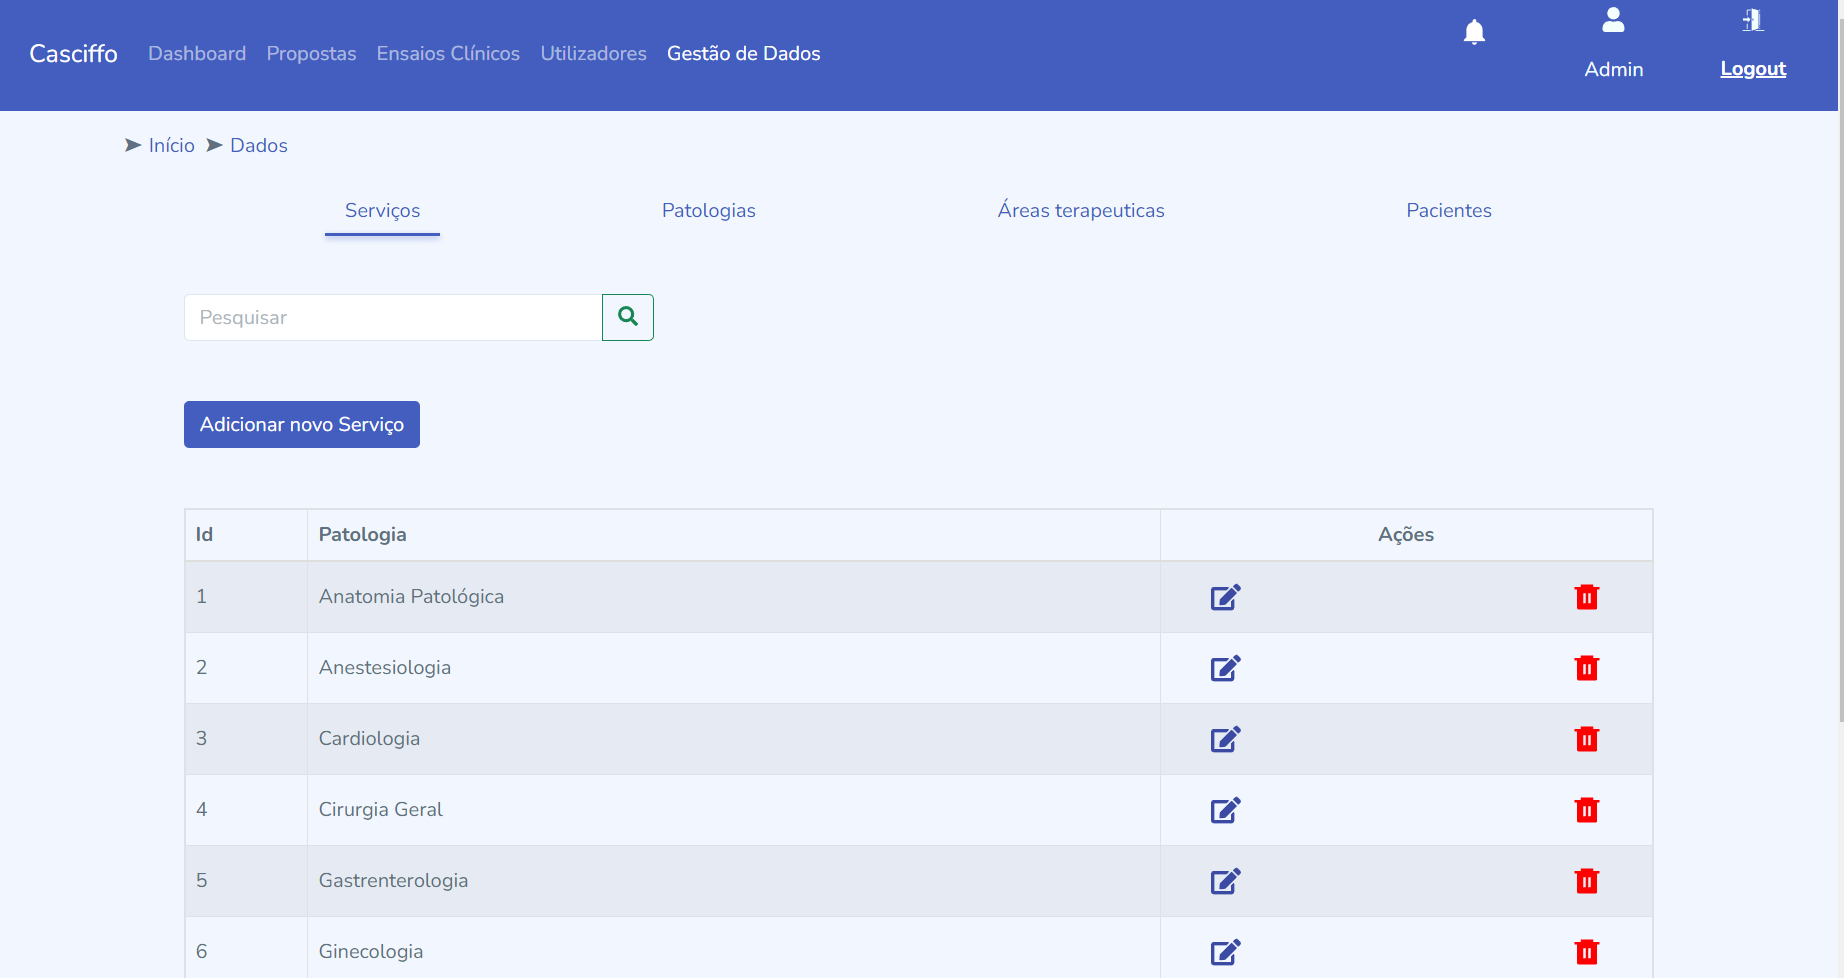 Casciffo Dashboard Propostas Ensaios Clínicos Utilizadores Gestão de Dados Admin Logout
Início Dados
Serviços Patologias Áreas terapeuticas Pacientes
Pesquisar
Adicionar novo Serviço
Id Patologia Ações
1 Anatomia Patológica
2 Anestesiologia
3 Cardiologia
4 Cirurgia Geral
5 Gastrenterologia
6 Ginecologia